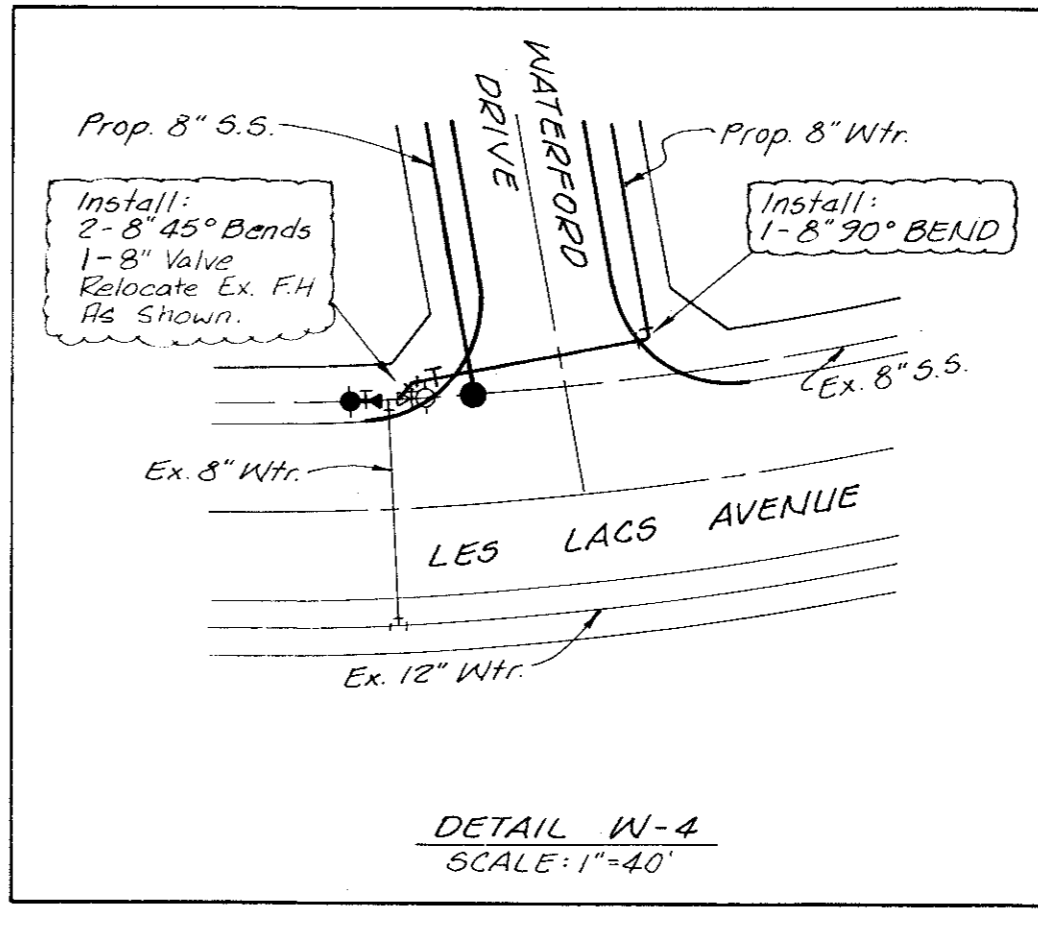 WATERFORD
DRIVE
Prop. 8" S.S.
Prop. 8" Wtr.
Install:
2-8" 45° Bends
1-8" Valve
Relocate Ex. F.H
As Shown.
Install:
1-8" 90° BEND
Ex. 8" S.S.
Ex. 8" Wtr.
LES LACS AVENUE
Ex. 12" Wtr.
DETAIL W-4
SCALE: 1"=40'